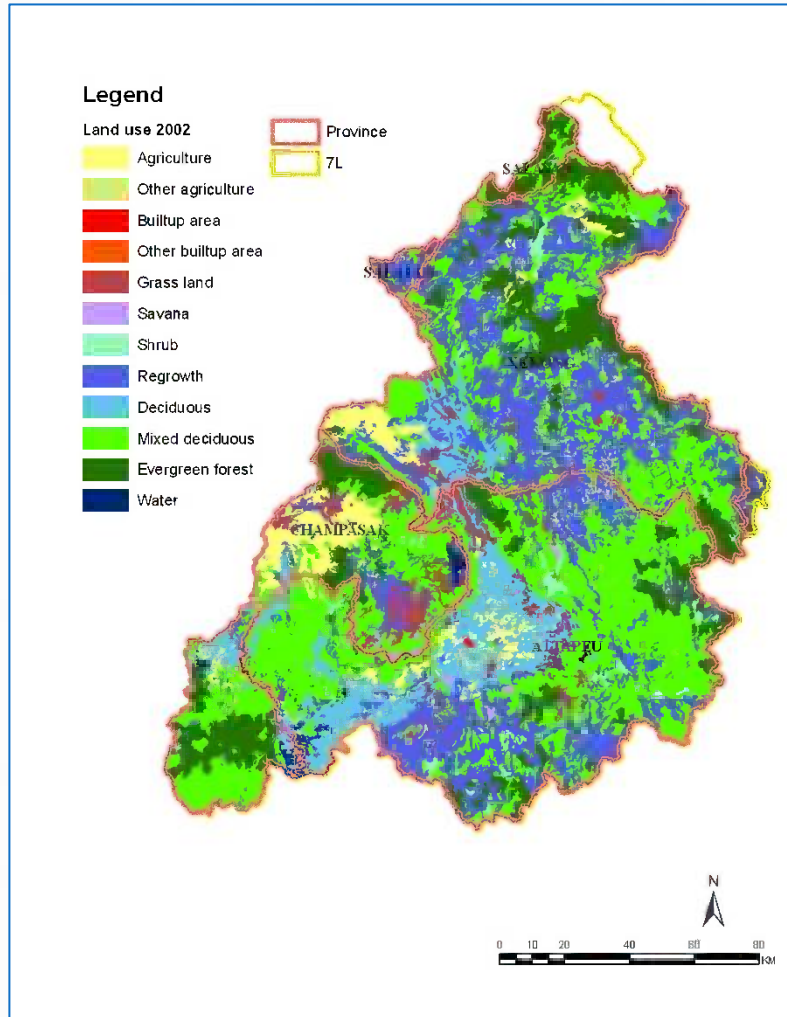 Legend
Land use 2002
Agriculture
Other agriculture
Builtup area
Other builtup area
Grass land
Savana
Shrub
Regrowth
Deciduous
Mixed deciduous
Evergreen forest
Water
Province
7L
CHAMPASAK
ATTAPEU
N
0 10 20 40 60 80
KM